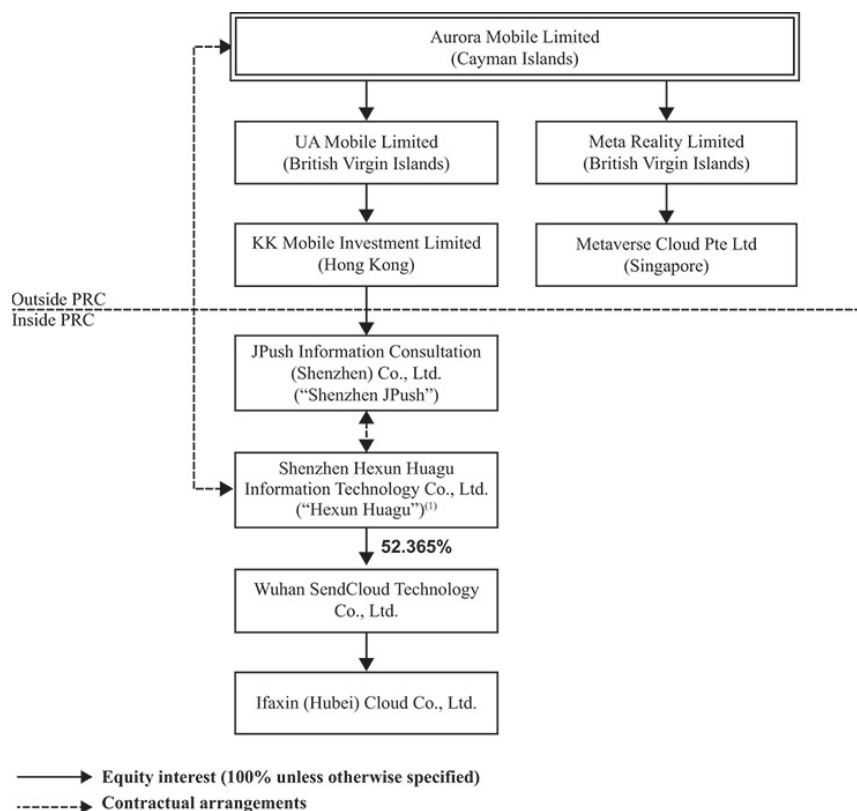 Aurora Mobile Limited
(Cayman Islands)
UA Mobile Limited
(British Virgin Islands)
Meta Reality Limited
(British Virgin Islands)
KK Mobile Investment Limited
(Hong Kong)
Metaverse Cloud Pte Ltd
(Singapore)
Outside PRC
Inside PRC
JPush Information Consultation
(Shenzhen) Co., Ltd.
(“Shenzhen JPush”)
Shenzhen Hexun Huagu
Information Technology Co., Ltd.
(“Hexun Huagu”)(1)
52.365%
Wuhan SendCloud Technology
Co., Ltd.
Ifaxin (Hubei) Cloud Co., Ltd.
Equity interest (100% unless otherwise specified)
Contractual arrangements